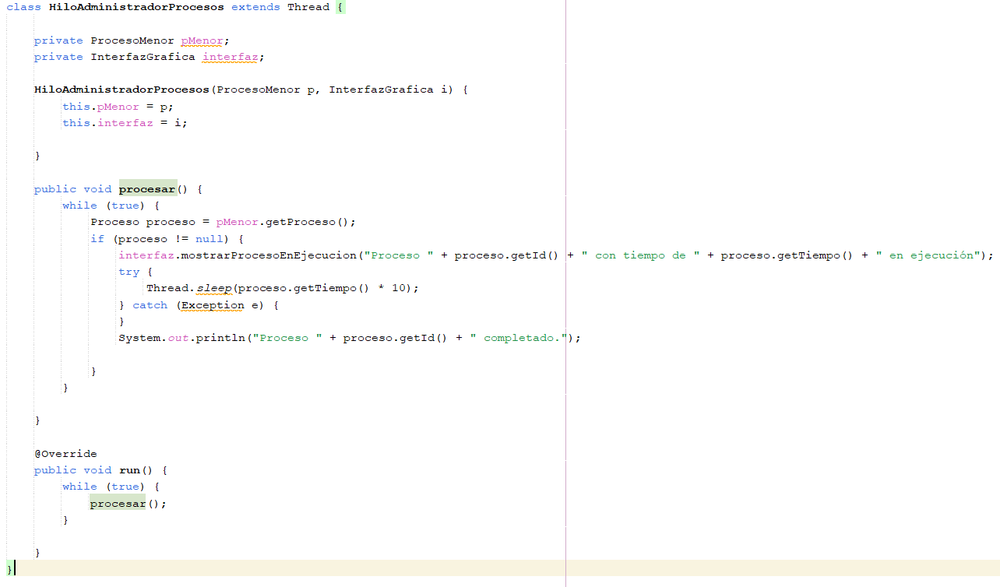 class HiloAdministradorProcesos extends Thread {
private ProcesoMenor pMenor;
private InterfazGrafica interfaz;
HiloAdministradorProcesos(ProcesoMenor p, InterfazGrafica i) {
this.pMenor = p;
this.interfaz = i;
}
public void procesar() {
while (true) {
Proceso proceso = pMenor.getProceso();
if (proceso != null) {
interfaz.mostrarProcesoEnEjecucion("Proceso " + proceso.getId() + " con tiempo de " + proceso.getTiempo() + " en ejecución");
try {
Thread.sleep(proceso.getTiempo() * 10);
} catch (Exception e) {
}
System.out.println("Proceso " + proceso.getId() + " completado.");
}
}
}
@Override
public void run() {
while (true) {
procesar();
}
}
}